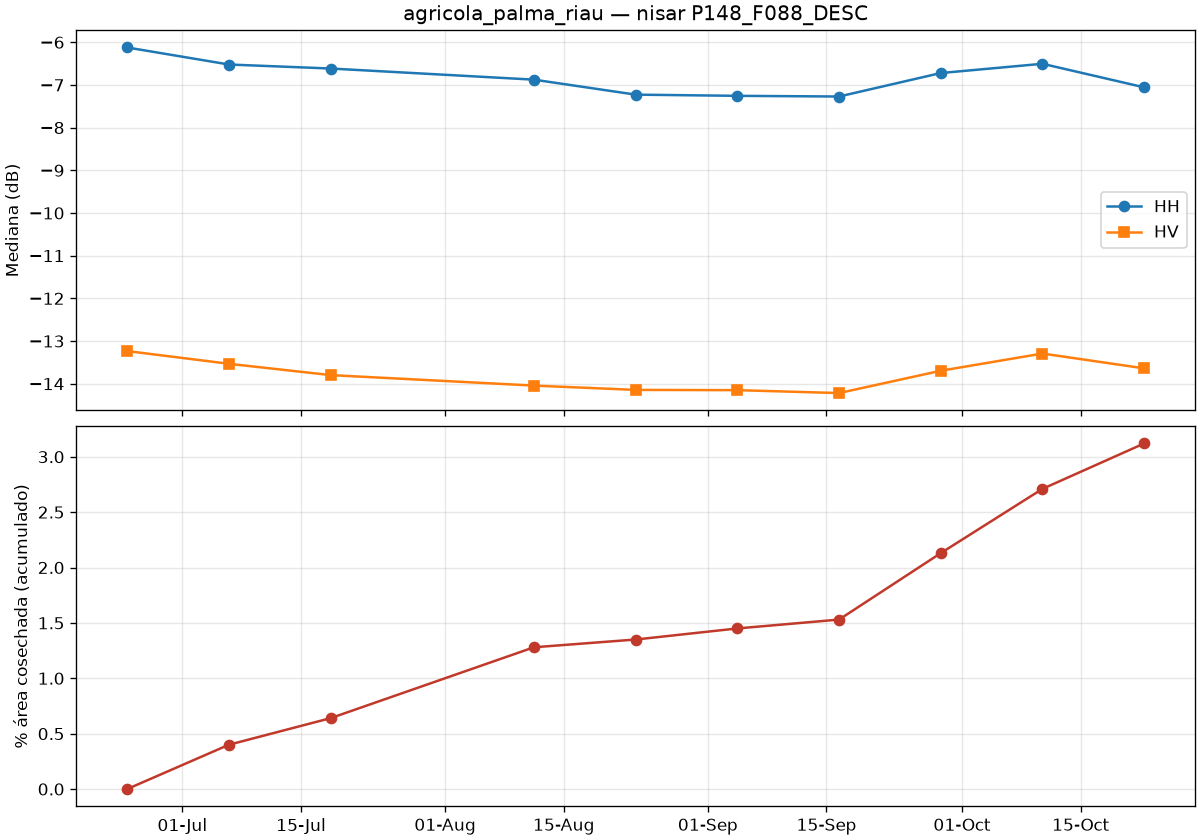 agricola_palma_riau — nisar P148_F088_DESC
−6
−7
−8
−9
−10
−11
−12
−13
−14
Mediana (dB)
HH
HV
3.0
2.5
2.0
1.5
1.0
0.5
0.0
% área cosechada (acumulado)
01-Jul 15-Jul 01-Aug 15-Aug 01-Sep 15-Sep 01-Oct 15-Oct